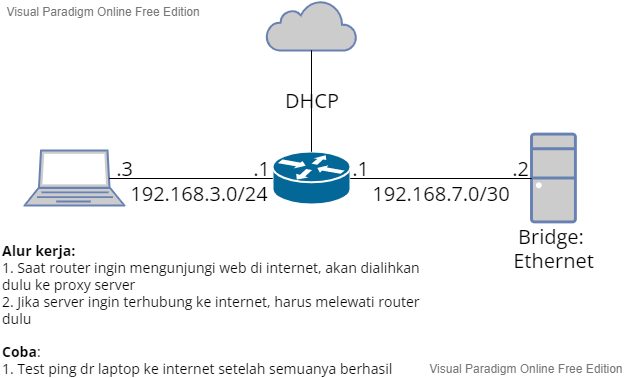 Visual Paradigm Online Free Edition
DHCP
.3
.1
.1
.2
192.168.3.0/24
192.168.7.0/30
Bridge:
Ethernet
Alur kerja:
1. Saat router ingin mengunjungi web di internet, akan dialihkan
dulu ke proxy server
2. Jika server ingin terhubung ke internet, harus melewati router
dulu
Coba:
1. Test ping dr laptop ke internet setelah semuanya berhasil
Visual Paradigm Online Free Edition